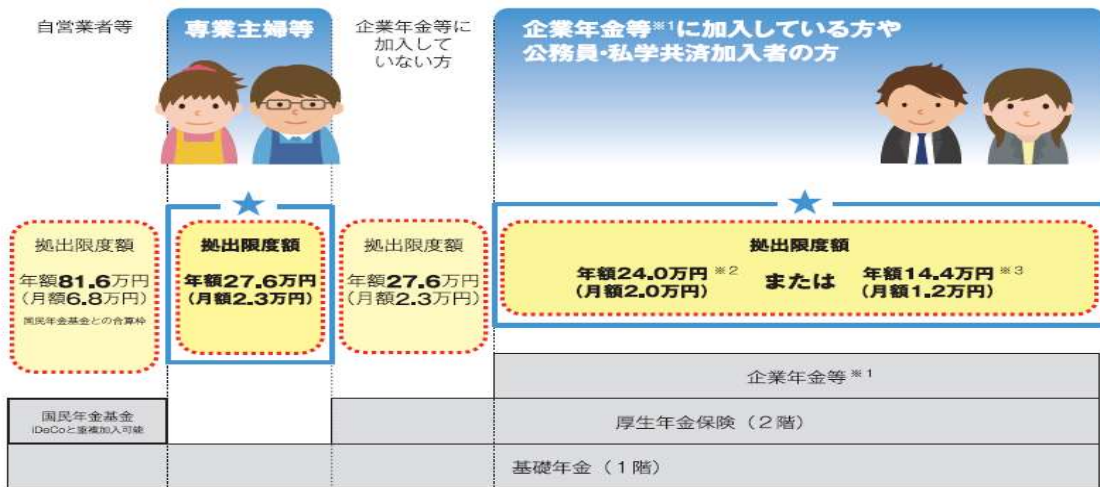 自営業者等
専業主婦等
企業年金等に
加入して
いない方
企業年金等※1に加入している方や
公務員・私学共済加入者の方
拠出限度額
年額81.6万円
(月額6.8万円)
国民年金基金との合算枠
拠出限度額
年額27.6万円
(月額2.3万円)
拠出限度額
年額27.6万円
(月額2.3万円)
拠出限度額
年額24.0万円※2
(月額2.0万円)
または
年額14.4万円※3
(月額1.2万円)
企業年金等※1
国民年金基金
iDeCoと重複加入可能
厚生年金保険(2階)
基礎年金(1階)